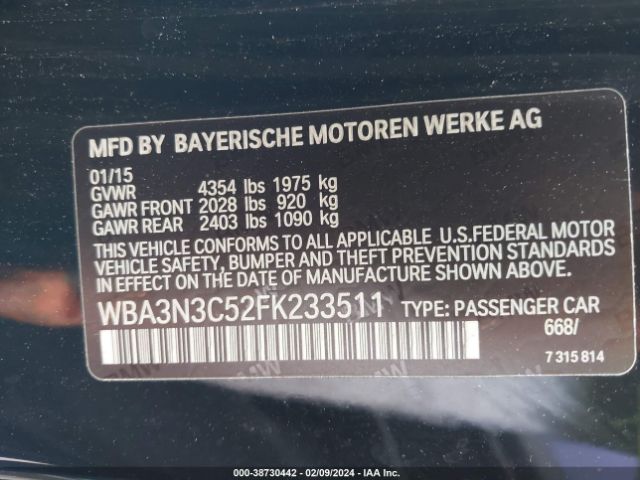 MFD BY BAYERISCHE MOTOREN WERKE AG
01/15
GVWR 4354 lbs 1975 kg
GAWR FRONT 2028 lbs 920 kg
GAWR REAR 2403 lbs 1090 kg
THIS VEHICLE CONFORMS TO ALL APPLICABLE U.S.FEDERAL MOTOR
VEHICLE SAFETY, BUMPER AND THEFT PREVENTION STANDARDS
IN EFFECT ON THE DATE OF MANUFACTURE SHOWN ABOVE.
WBA3N3C52FK233511 TYPE: PASSENGER CAR
668/
7 315 814
000-38730442 - 02/09/2024 - IAA Inc.